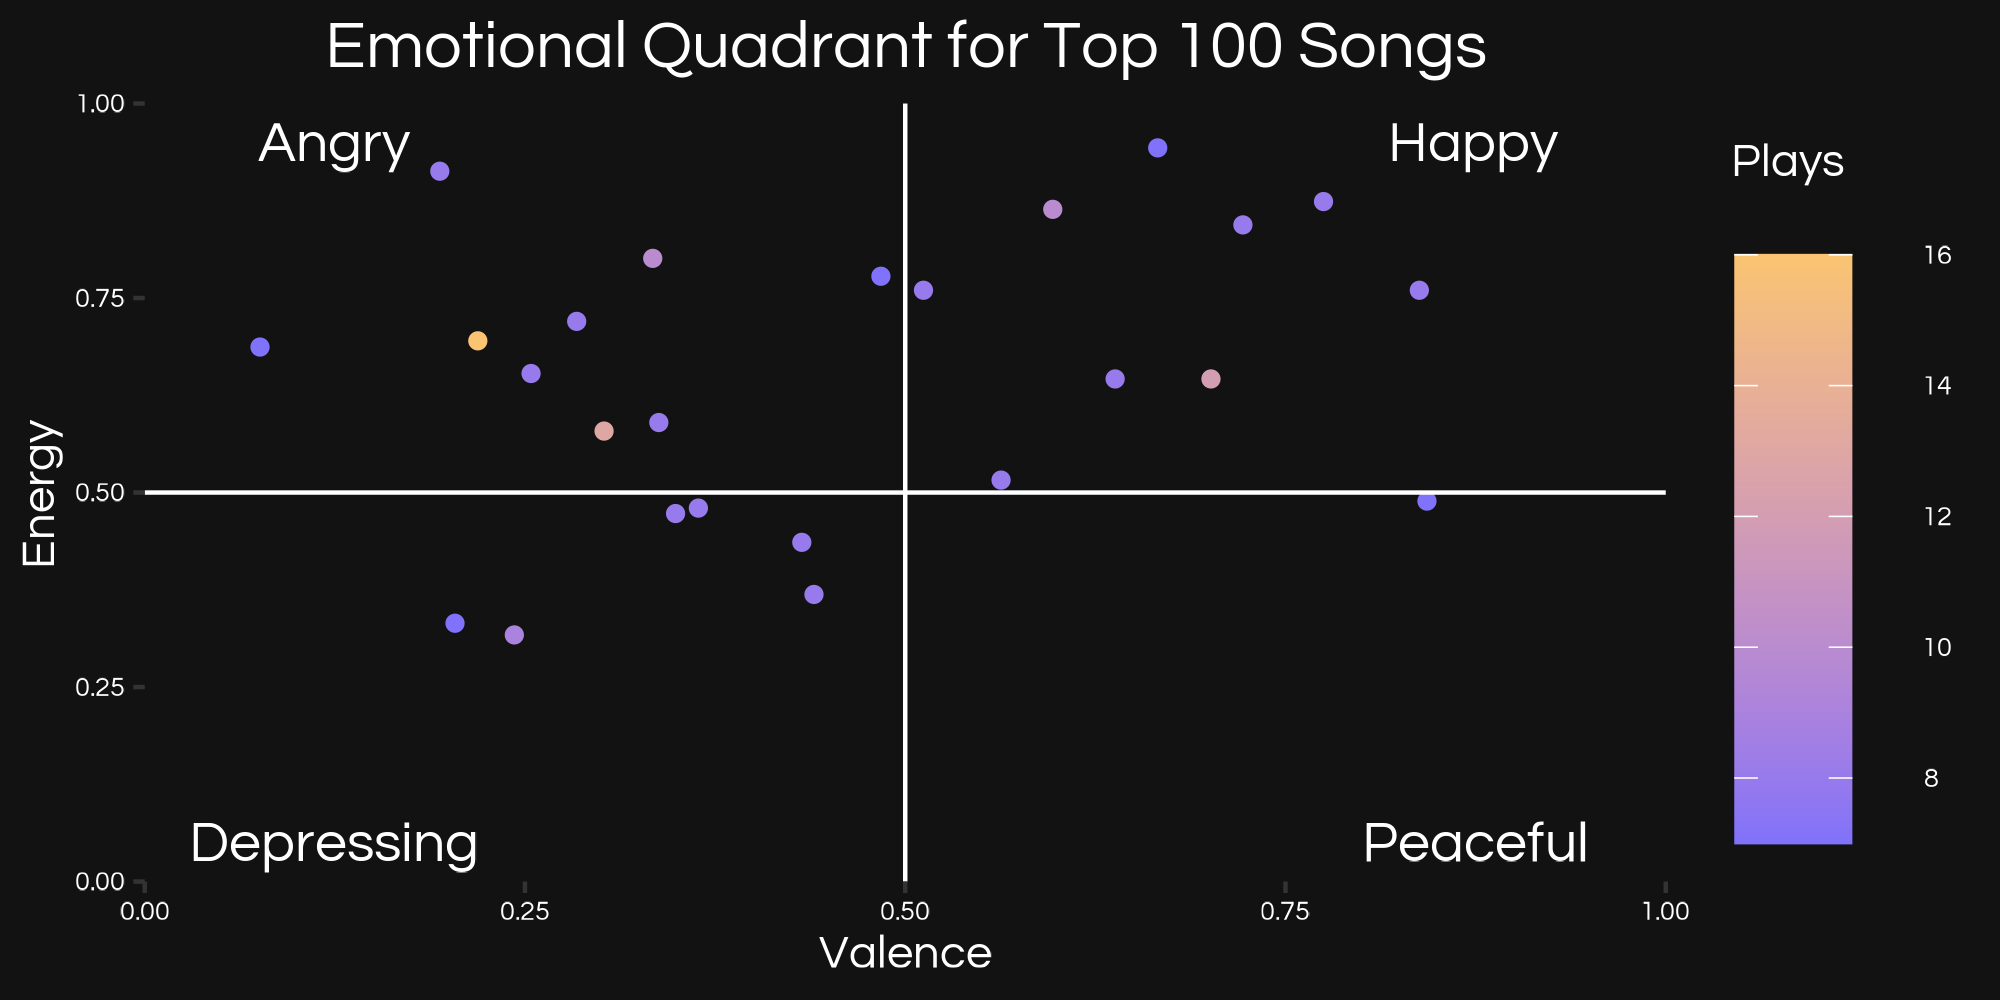 Emotional Quadrant for Top 100 Songs
1.00
Angry
Happy
Plays
16
0.75
14
Energy
0.50
12
10
0.25
8
Depressing
Peaceful
0.00
0.00
0.25
0.50
0.75
1.00
Valence